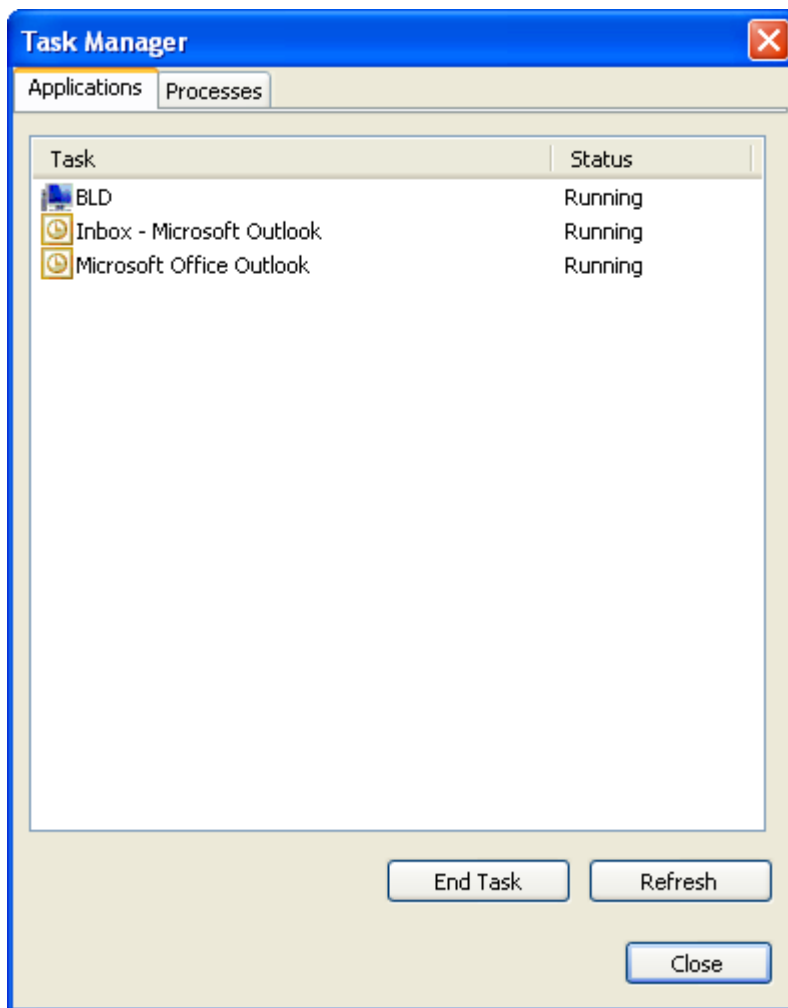 Task Manager
Applications Processes
Task Status
BLD Running
Inbox - Microsoft Outlook Running
Microsoft Office Outlook Running
End Task Refresh
Close